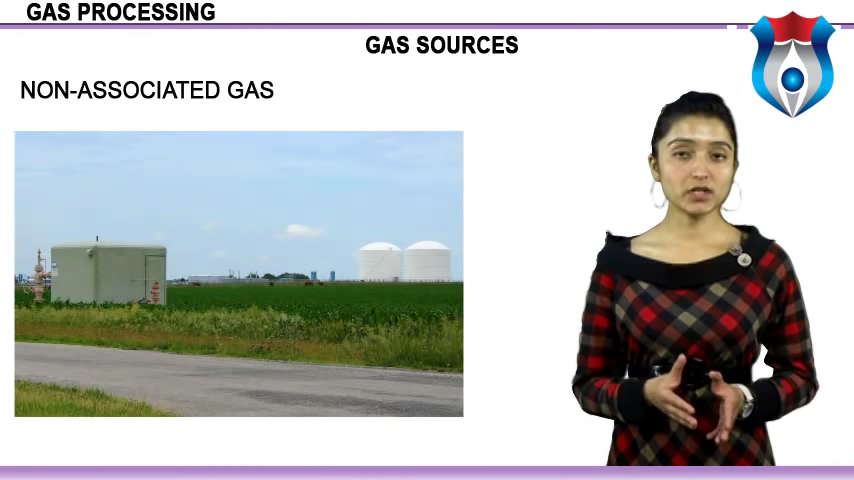 GAS PROCESSING
GAS SOURCES
NON-ASSOCIATED GAS